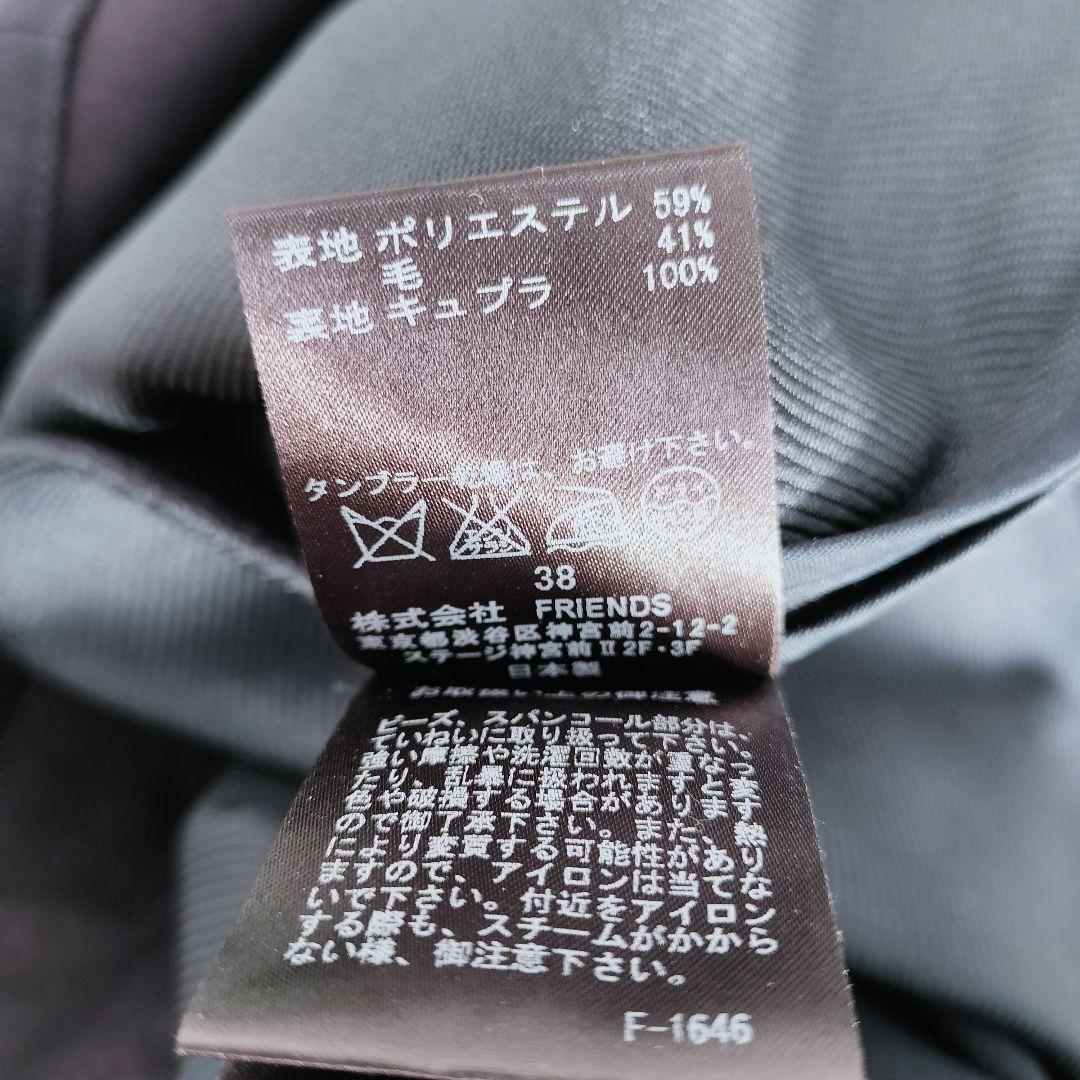 表地 ポリエステル 59%
毛 41%
裏地 キュプラ 100%
タンブラー乾燥は、お避け下さい。
38
株式会社 FRIENDS
東京都渋谷区神宮前2-12-2
ステージ神宮前Ⅱ2F・3F
日本製
お取扱い上の御注意
ビーズ、スパンコール部分は、
ていねいに取り扱って下さい。
強い摩擦や洗濯回数が重なっ
たり、乱暴に扱われますと
色や破損する場合があります
のでご了承下さい。また、熱
により変質する可能性がありますので、アイロンは当てな
いで下さい。付近をアイロン
する際も、スチームがかから
ない様、御注意下さい。
F-1646